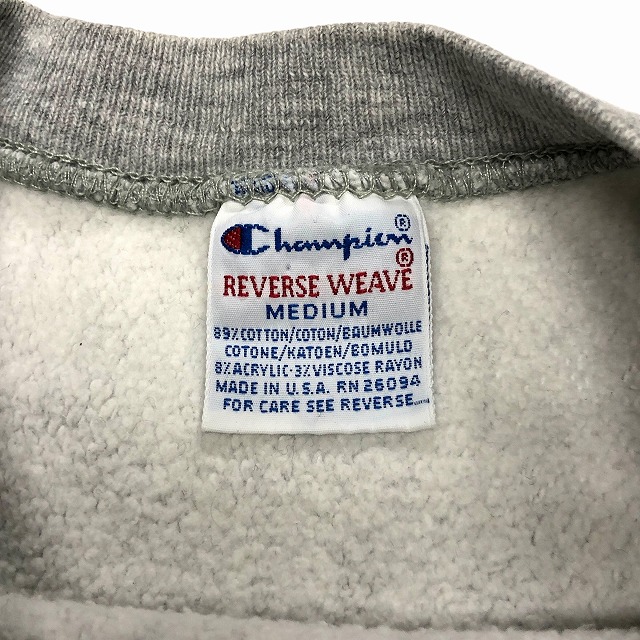 Champion®
REVERSE WEAVE®
MEDIUM
89% COTTON/COTON/BAUMWOLLE
COTONE/KATOEN/BOMULD
8% ACRYLIC-3% VISCOSE RAYON
MADE IN U.S.A. RN 26094
FOR CARE SEE REVERSE....